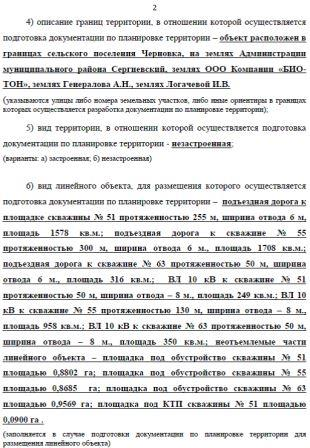 2
4) описание границ территории, в отношении которой осуществляется
подготовка документации по планировке территории – объект расположен в
границах сельского поселения Черновка, на землях Администрации
муниципального района Сергиевский, землях ООО Компании «БИО-
ТОН», землях Генералова А.Н., землях Логачевой И.В.
(указываются улицы либо номера земельных участков, либо иные ориентиры в границах
которых осуществляется разработка документации по планировке территории);
5) вид территории, в отношении которой осуществляется подготовка
документации по планировке территории - незастроенная;
(варианты: а) застроенная; б) незастроенная)
6) вид линейного объекта, для размещения которого осуществляется
подготовка документации по планировке территории – подъездная дорога к
площадке скважины № 51 протяженностью 255 м, ширина отвода 6 м,
площадь 1578 кв.м.; подъездная дорога к скважине № 55
протяженностью 300 м, ширина отвода 6 м., площадь 1708 кв.м.;
подъездная дорога к скважине № 63 протяженностью 50 м, ширина
отвода 6 м., площадь 316 кв.м.; ВЛ 10 кВ к скважине № 51
протяженностью 50 м, ширина отвода – 8 м., площадь 249 кв.м.; ВЛ 10
кВ к скважине № 55 протяженностью 130 м, ширина отвода – 8 м.,
площадь 958 кв.м.; ВЛ 10 кВ к скважине № 63 протяженностью 50 м,
ширина отвода – 8 м., площадь 350 кв.м.; неотъемлемые части
линейного объекта – площадка под обустройство скважины № 51
площадью 0,8802 га; площадка под обустройство скважины № 55
площадью 0,8685 га; площадка под обустройство скважины № 63
площадью 0,9569 га; площадка под КТП скважины № 51 площадью
0,0900 га .
(заполняется в случае подготовки документации по планировке территории для
размещения линейного объекта)